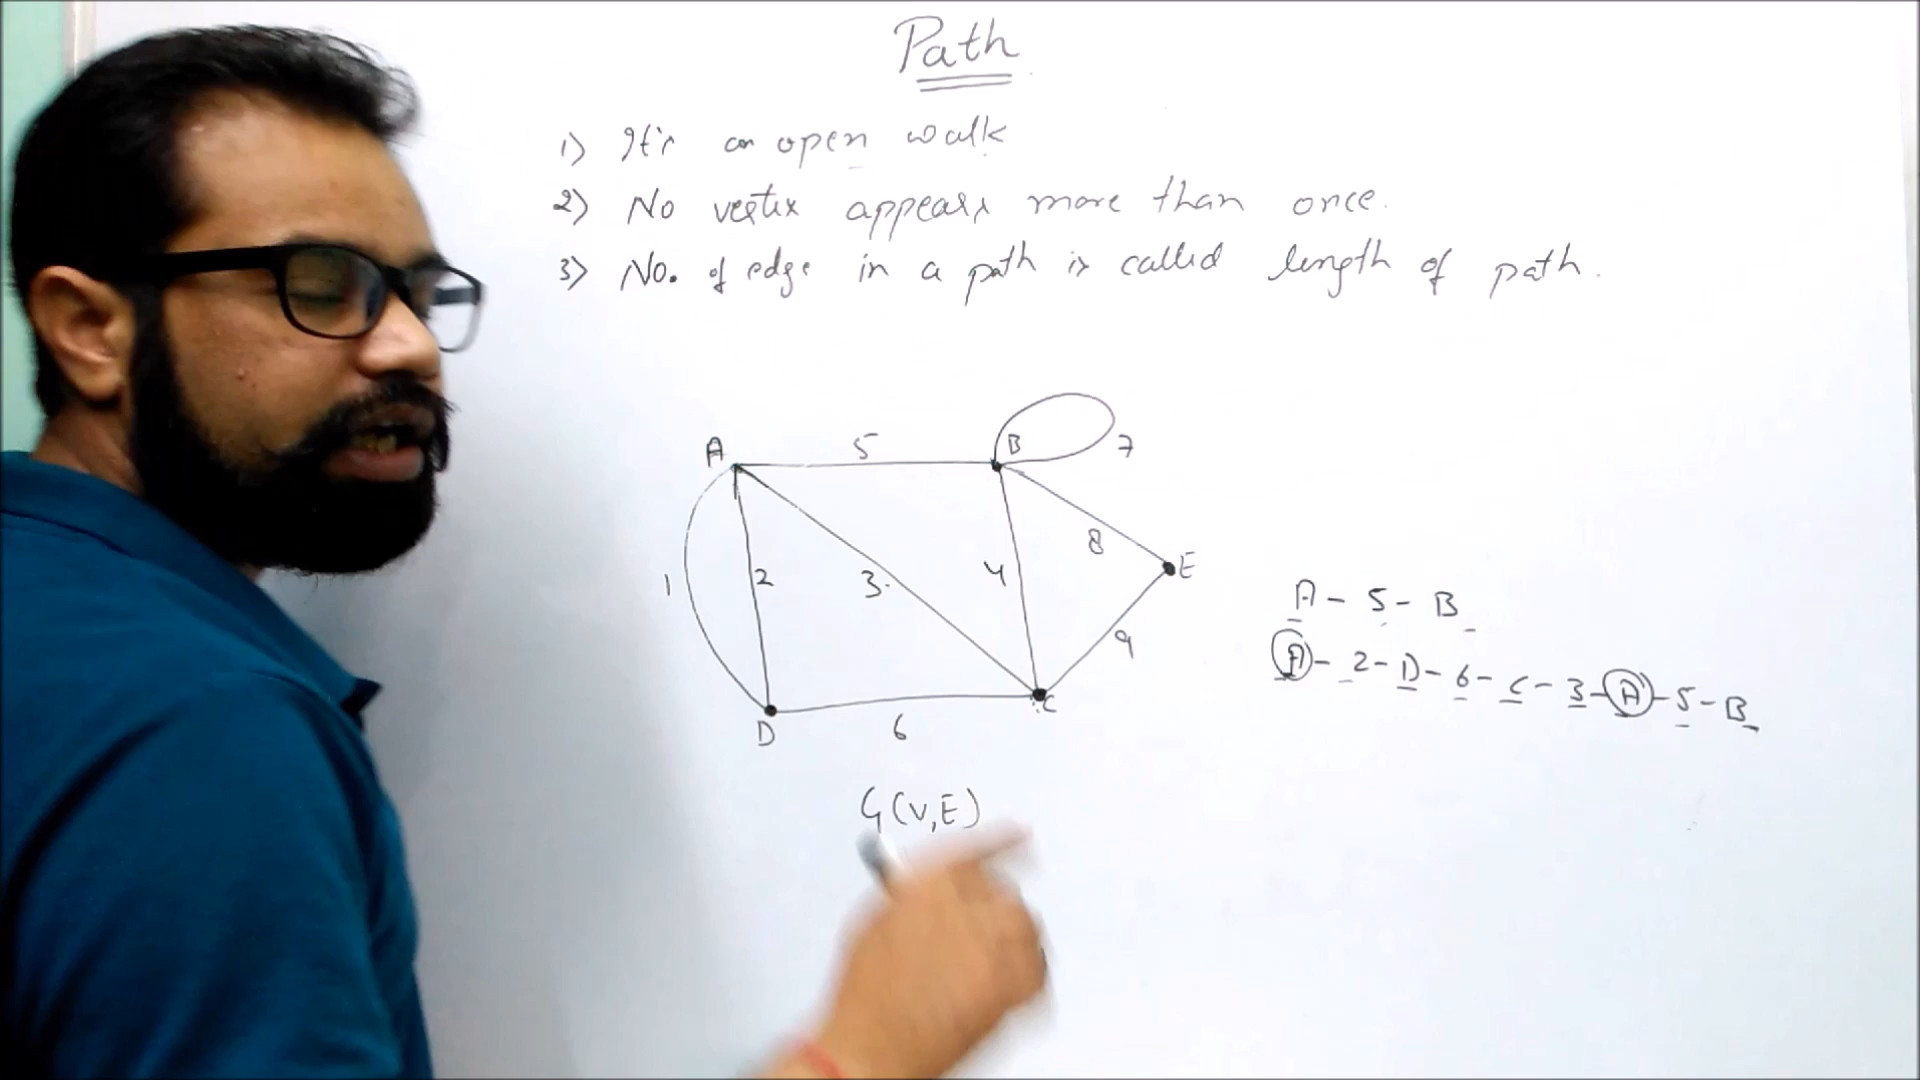 Path
1) It's an open walk
2) No vertex appears more than once.
3) No. of edge in a path is called length of path.
A 5 B 7
8
1 2 3 4 E
9
D 6 C
G(V,E)
A - 5 - B
A - 2 - D - 6 - C - 3 - A - 5 - B